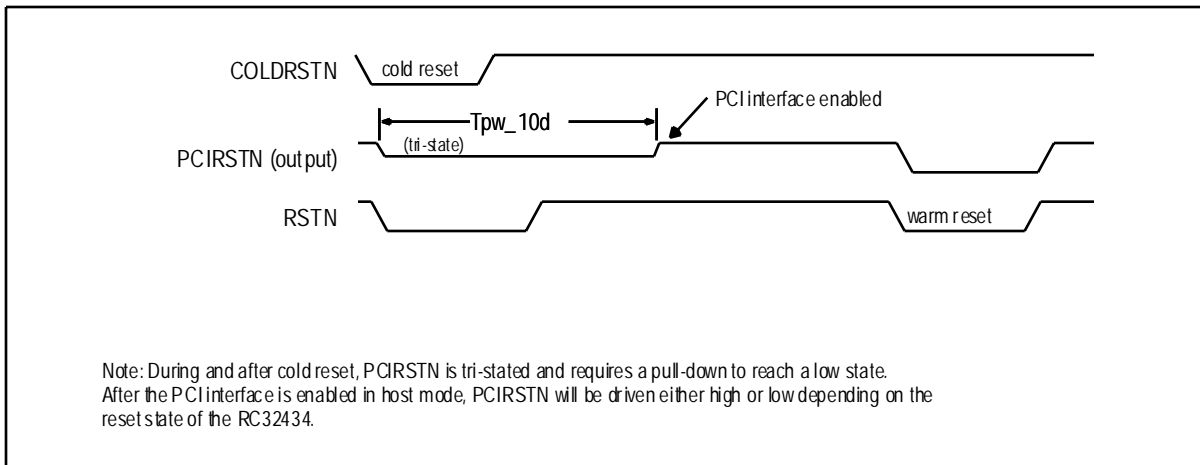 COLDRSTN
cold reset
PCI interface enabled
Tpw_10d
PCIRSTN (output)
(tri-state)
RSTN
warm reset
Note: During and after cold reset, PCIRSTN is tri-stated and requires a pull-down to reach a low state.
After the PCI interface is enabled in host mode, PCIRSTN will be driven either high or low depending on the
reset state of the RC32434.